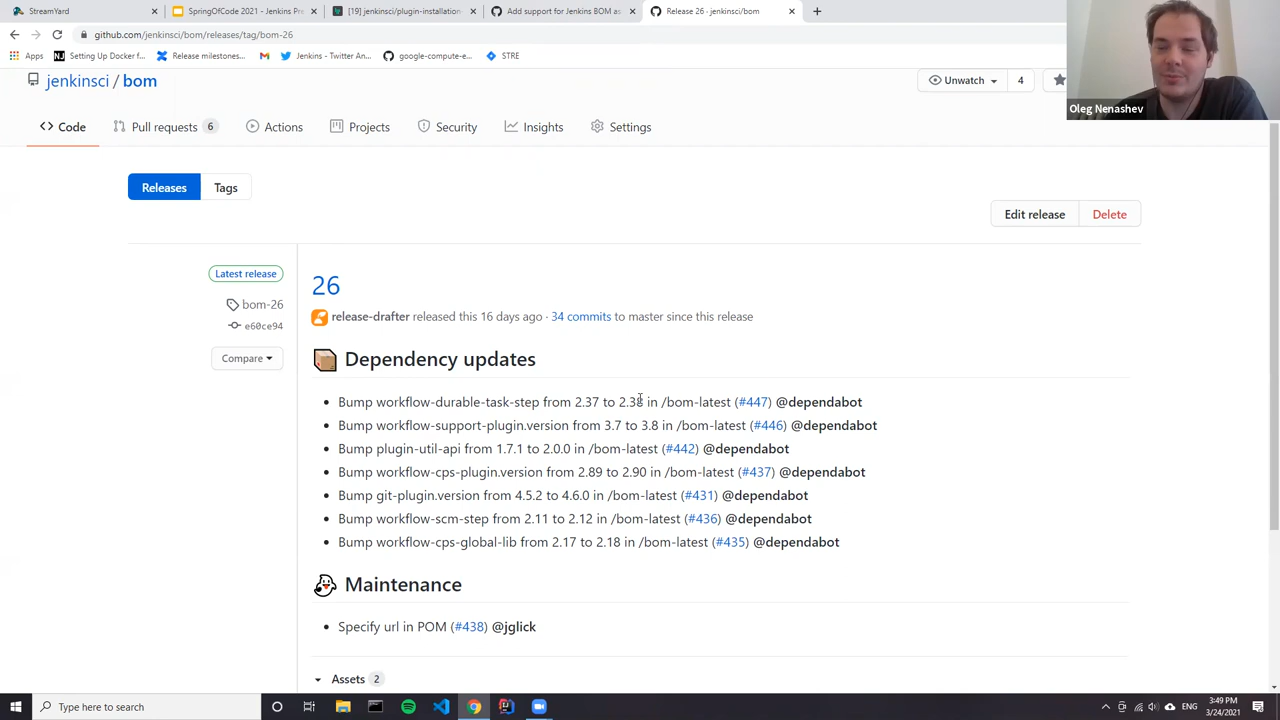 StreamYard
SpringOfCode 2021 - Jenkins Pre
[19] jenkinsci/plugin-installation-
Add support for Jenkins BOM as
Release 26 · jenkinsci/bom
github.com/jenkinsci/bom/releases/tag/bom-26
Apps
Setting Up Docker f...
Release milestones...
Jenkins - Twitter An...
google-compute-e...
STRE
Oleg Nenashev
jenkinsci / bom
Unwatch
4
Code
Pull requests 6
Actions
Projects
Security
Insights
Settings
Releases
Tags
Edit release
Delete
Latest release
bom-26
e60ce94
Compare
26
release-drafter released this 16 days ago · 34 commits to master since this release
Dependency updates
Bump workflow-durable-task-step from 2.37 to 2.38 in /bom-latest (#447) @dependabot
Bump workflow-support-plugin.version from 3.7 to 3.8 in /bom-latest (#446) @dependabot
Bump plugin-util-api from 1.7.1 to 2.0.0 in /bom-latest (#442) @dependabot
Bump workflow-cps-plugin.version from 2.89 to 2.90 in /bom-latest (#437) @dependabot
Bump git-plugin.version from 4.5.2 to 4.6.0 in /bom-latest (#431) @dependabot
Bump workflow-scm-step from 2.11 to 2.12 in /bom-latest (#436) @dependabot
Bump workflow-cps-global-lib from 2.17 to 2.18 in /bom-latest (#435) @dependabot
Maintenance
Specify url in POM (#438) @jglick
Assets 2
Type here to search
ENG
3:49 PM
3/24/2021